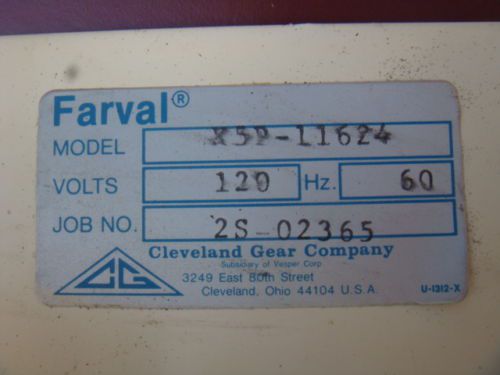 Farval®
MODEL X5P-11624
VOLTS 120 Hz. 60
JOB NO. 2S-02365
Cleveland Gear Company
Subsidiary of Vesper Corp
CG
3249 East 80th Street
Cleveland, Ohio 44104 U.S.A.
U-1312-X